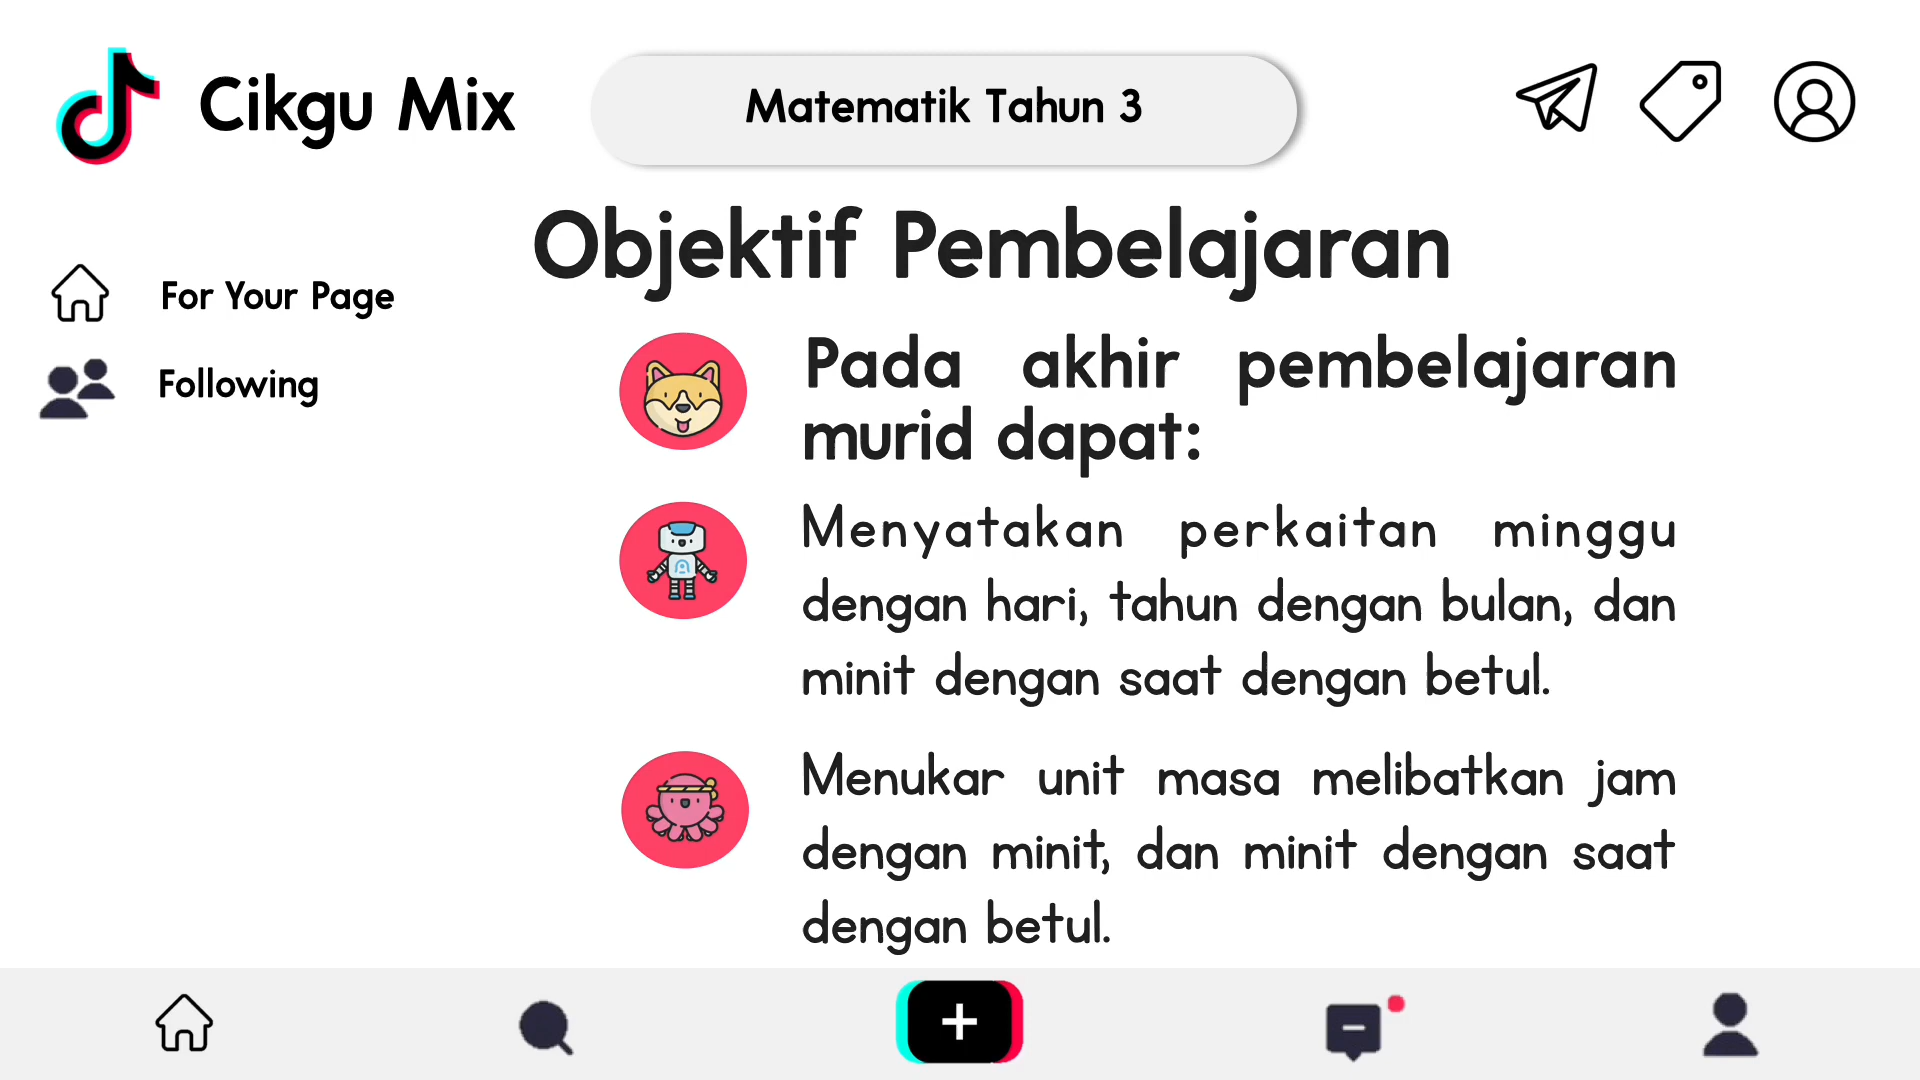 Cikgu Mix
Matematik Tahun 3
Objektif Pembelajaran
For Your Page
Following
Pada akhir pembelajaran
murid dapat:
Menyatakan perkaitan minggu
dengan hari, tahun dengan bulan, dan
minit dengan saat dengan betul.
Menukar unit masa melibatkan jam
dengan minit, dan minit dengan saat
dengan betul.